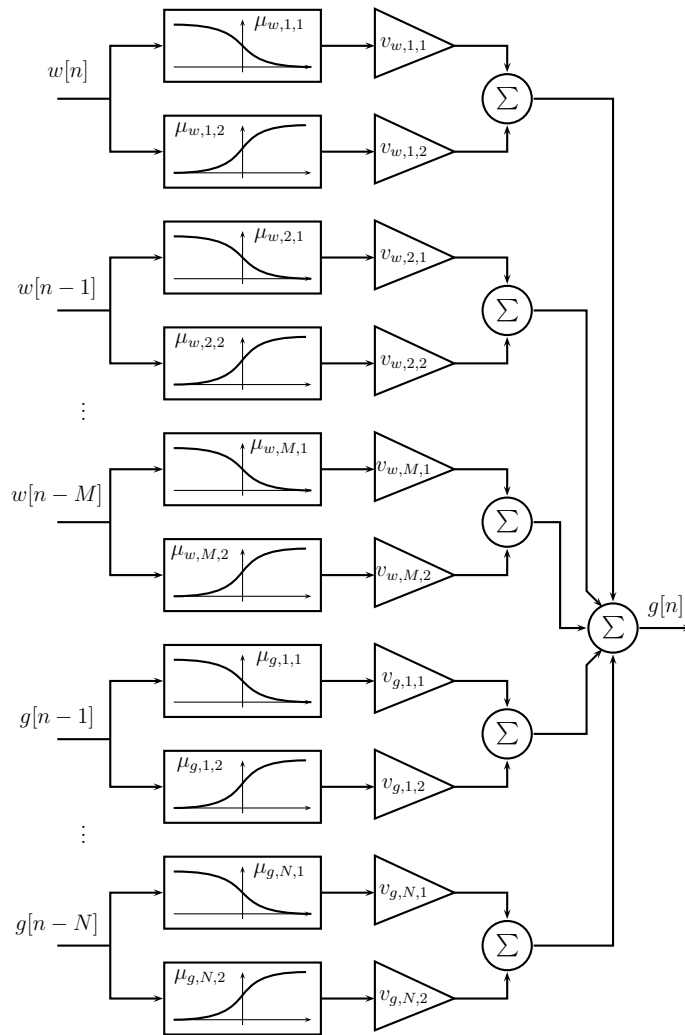 w[n]
μ_{w,1,1}
v_{w,1,1}
μ_{w,1,2}
v_{w,1,2}
∑
w[n − 1]
μ_{w,2,1}
v_{w,2,1}
μ_{w,2,2}
v_{w,2,2}
∑
⋮
w[n − M]
μ_{w,M,1}
v_{w,M,1}
μ_{w,M,2}
v_{w,M,2}
∑
∑
g[n]
g[n − 1]
μ_{g,1,1}
v_{g,1,1}
μ_{g,1,2}
v_{g,1,2}
∑
⋮
g[n − N]
μ_{g,N,1}
v_{g,N,1}
μ_{g,N,2}
v_{g,N,2}
∑